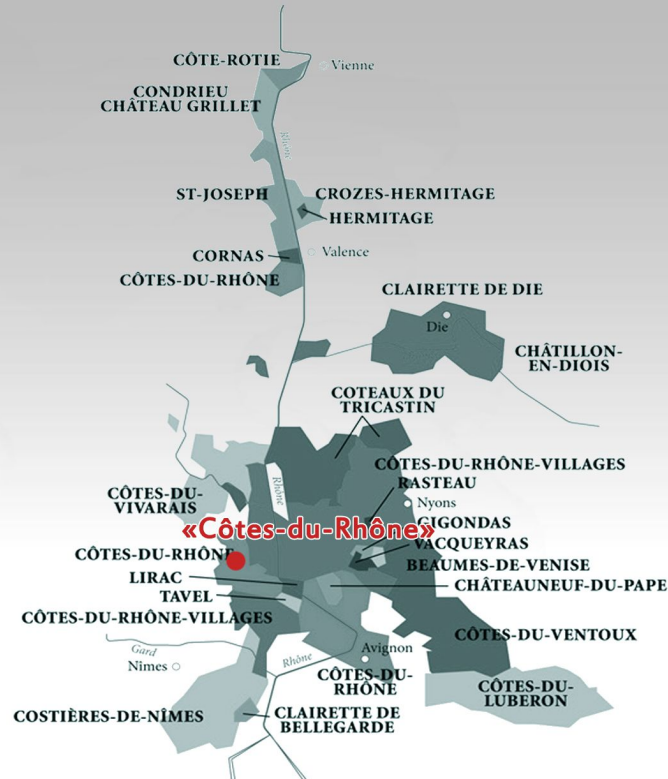 CÔTE-ROTIE
Vienne
CONDRIEU
CHÂTEAU GRILLET
Rhône
ST-JOSEPH
CROZES-HERMITAGE
HERMITAGE
CORNAS
Valence
CÔTES-DU-RHÔNE
CLAIRETTE DE DIE
Die
CHÂTILLON-
EN-DIOIS
COTEAUX DU
TRICASTIN
CÔTES-DU-RHÔNE-VILLAGES
RASTEAU
Rhône
CÔTES-DU-
VIVARAIS
Nyons
«Côtes-du-Rhône»
GIGONDAS
VACQUEYRAS
CÔTES-DU-RHÔNE
BEAUMES-DE-VENISE
LIRAC
CHÂTEAUNEUF-DU-PAPE
TAVEL
CÔTES-DU-RHÔNE-VILLAGES
CÔTES-DU-VENTOUX
Gard
Avignon
Nîmes
Rhône
CÔTES-DU-
RHÔNE
CÔTES-DU-
LUBERON
COSTIÈRES-DE-NÎMES
CLAIRETTE DE
BELLEGARDE